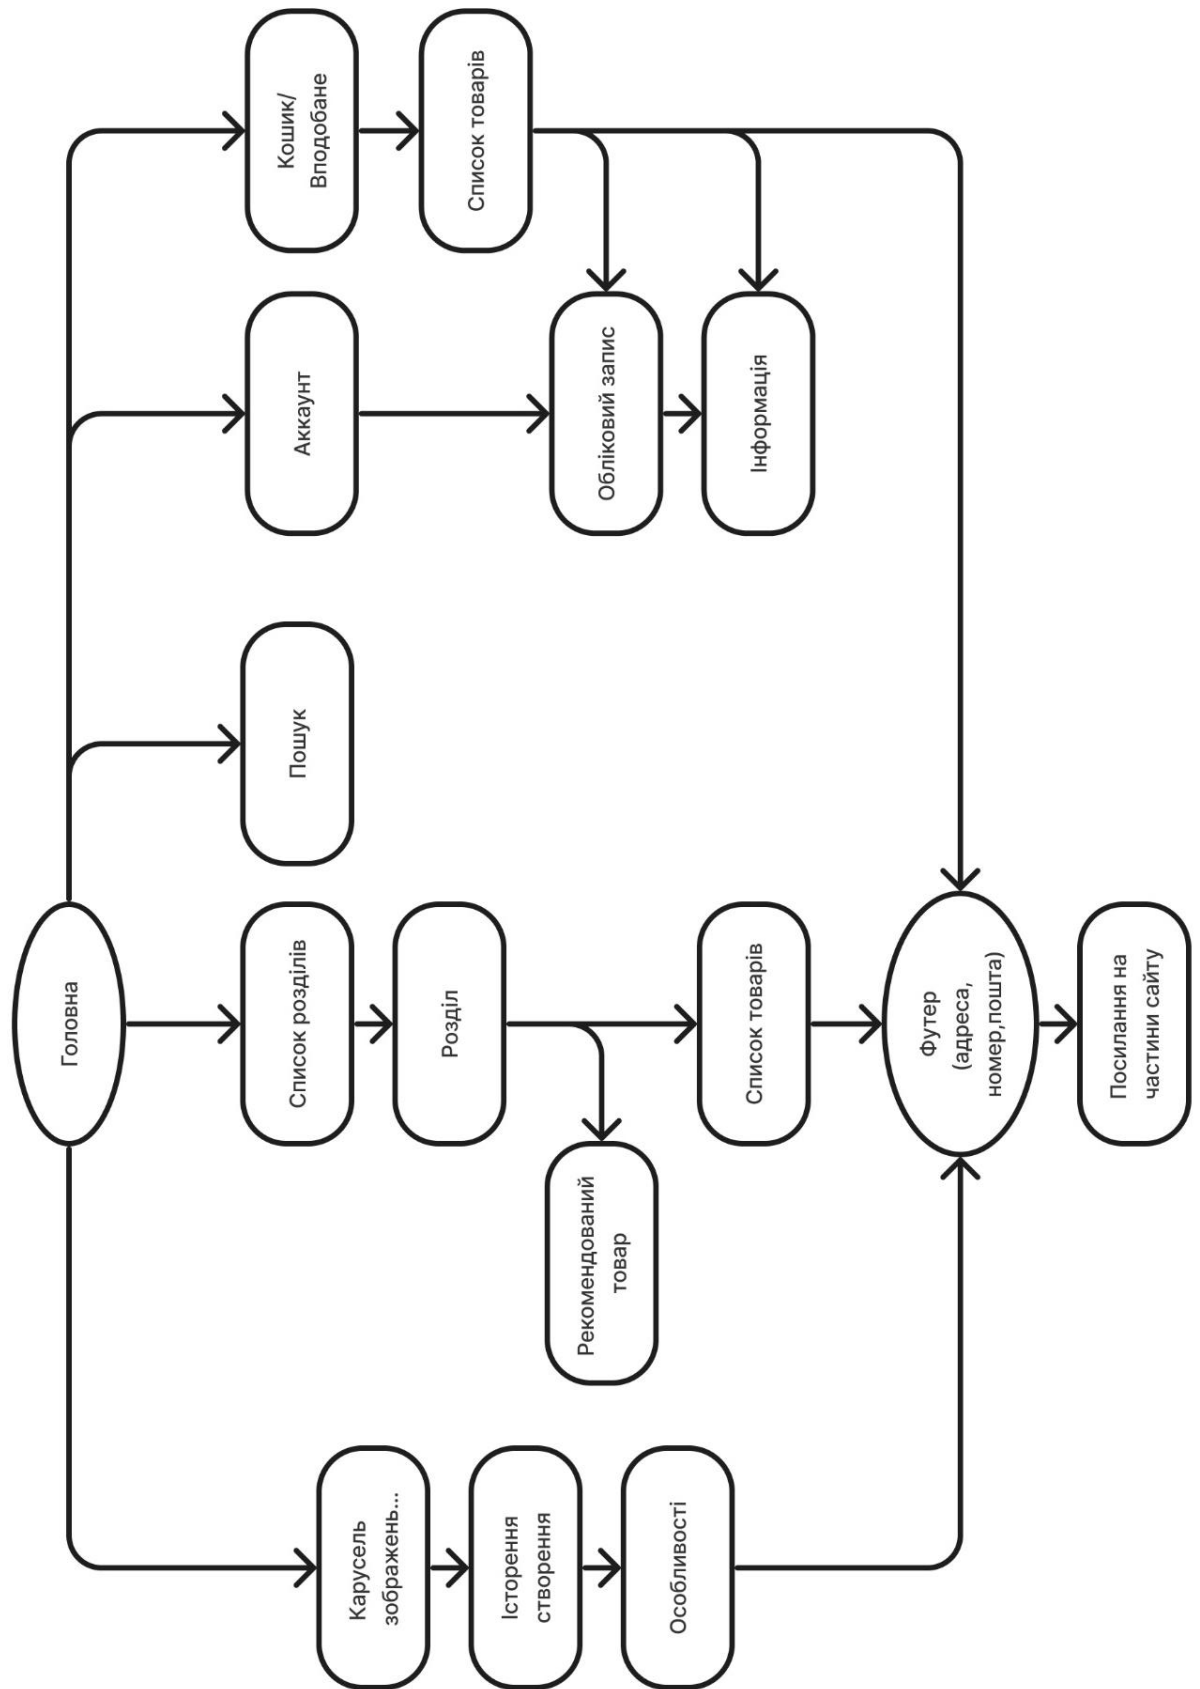 Головна
Карусель
зображень...
Історення
створення
Особливості
Список розділів
Розділ
Рекомендований
товар
Список товарів
Пошук
Аккаунт
Обліковий запис
Інформація
Кошик/
Вподобане
Список товарів
Футер
(адреса,
номер,пошта)
Посилання на
частини сайту